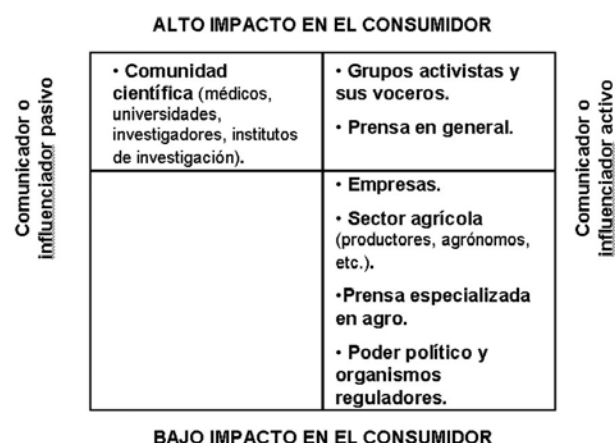 ALTO IMPACTO EN EL CONSUMIDOR
Comunicador o
influenciador pasivo
• Comunidad
científica (médicos,
universidades,
investigadores, institutos
de investigación).
• Grupos activistas y
sus voceros.
• Prensa en general.
• Empresas.
• Sector agrícola
(productores, agrónomos,
etc.).
•Prensa especializada
en agro.
• Poder político y
organismos
reguladores.
Comunicador o
influenciador activo
BAJO IMPACTO EN EL CONSUMIDOR